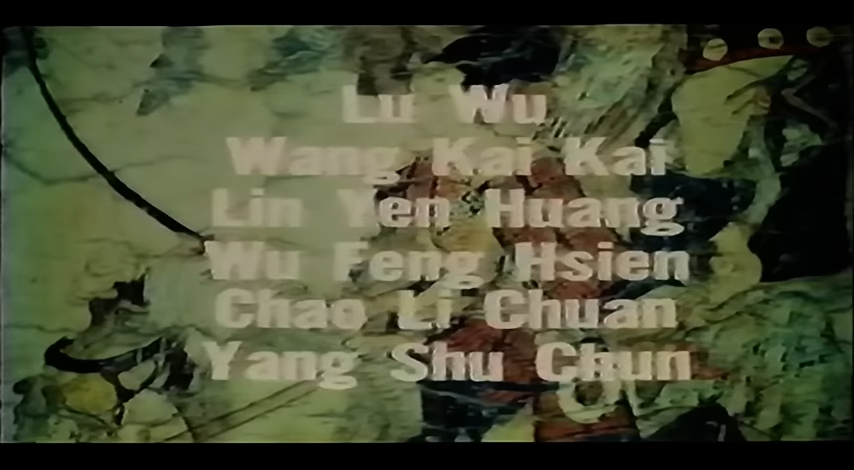 Lu Wu
Wang Kai Kai
Lin Yen Huang
Wu Feng Hsien
Chao Li Chuan
Yang Shu Chun